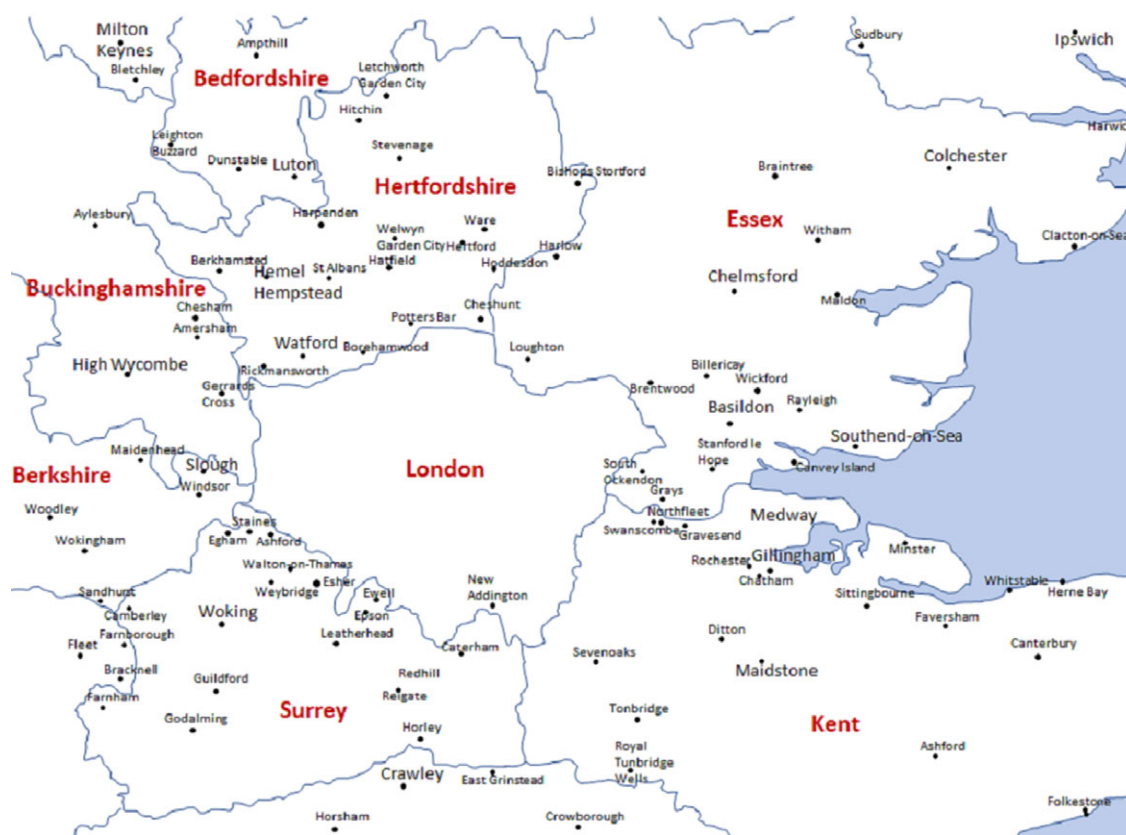 Milton
Keynes
Ampthill
Sudbury
Ipswich
Bletchley
Bedfordshire
Letchworth
Garden City
Hitchin
Harwic
Leighton
Buzzard
Dunstable
Luton
Stevenage
Braintree
Colchester
Hertfordshire
Bishops Stortford
Aylesbury
Harpenden
Welwyn
Garden City
Ware
Hertford
Essex
Witham
Clacton-on-Sea
Berkhamsted
Hemel
Hempstead
St Albans
Hatfield
Hoddesdon
Harlow
Chelmsford
Maldon
Buckinghamshire
Chesham
Amersham
Cheshunt
Potters Bar
Watford
Borehamwood
Loughton
High Wycombe
Rickmansworth
Gerrards
Cross
Billericay
Brentwood
Wickford
Basildon
Rayleigh
Southend-on-Sea
Maidenhead
Slough
Windsor
Berkshire
London
Stanford le
Hope
Canvey Island
South
Ockendon
Grays
Woodley
Wokingham
Staines
Egham
Ashford
Northfleet
Swanscombe
Gravesend
Medway
Walton-on-Thames
Weybridge
Esher
Rochester
Gillingham
Chatham
Minster
Sandhurst
Camberley
Woking
Ewell
Epson
New
Addington
Sittingbourne
Whitstable
Herne Bay
Faversham
Farnborough
Fleet
Leatherhead
Caterham
Ditton
Sevenoaks
Maidstone
Canterbury
Bracknell
Farnham
Guildford
Redhill
Reigate
Godalming
Surrey
Horley
Tonbridge
Kent
Royal
Tunbridge
Wells
Ashford
Crawley
East Grinstead
Horsham
Crowborough
Folkestone